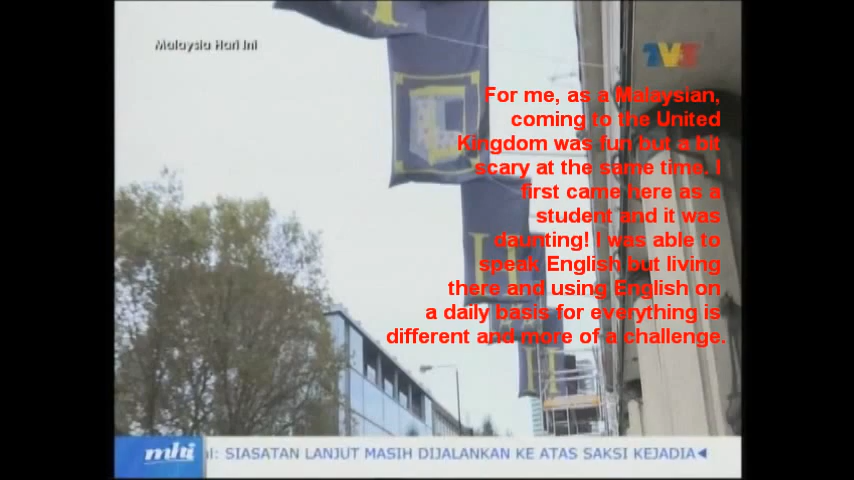 Malaysia Hari Ini
TV3
For me, as a Malaysian,
coming to the United
Kingdom was fun but a bit
scary at the same time. I
first came here as a
student and it was
daunting! I was able to
speak English but living
there and using English on
a daily basis for everything is
different and more of a challenge.
mhi
al: SIASATAN LANJUT MASIH DIJALANKAN KE ATAS SAKSI KEJADIA